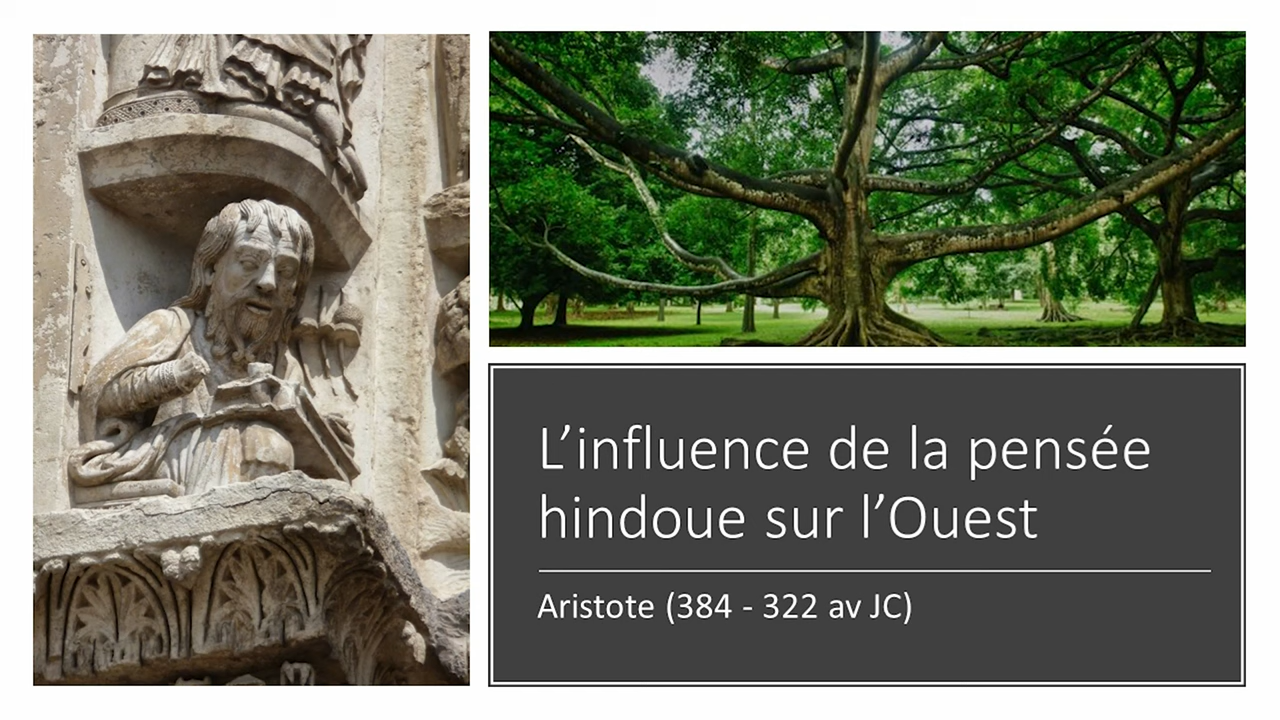 L’influence de la pensée
hindoue sur l’Ouest
Aristote (384 - 322 av JC)